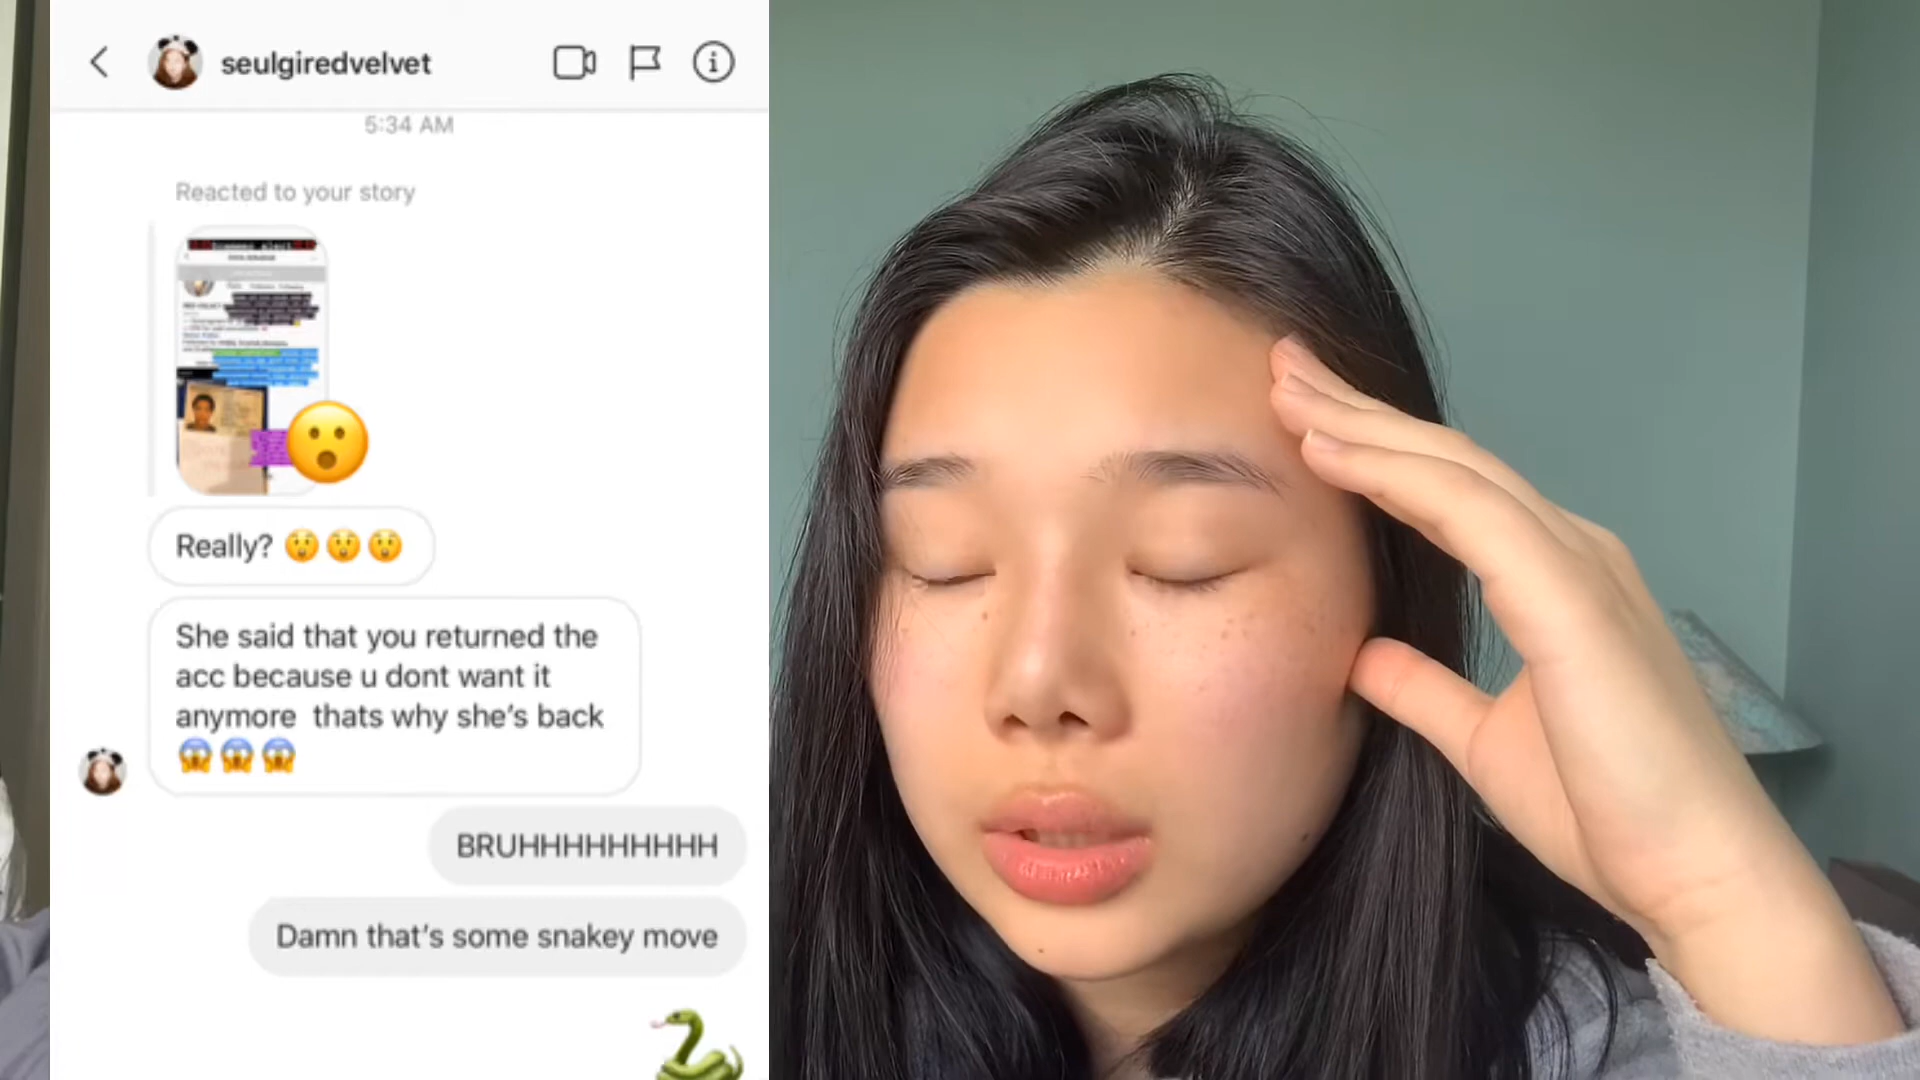 seulgiredvelvet
5:34 AM
Reacted to your story
Really? 😲😲😲
She said that you returned the
acc because u dont want it
anymore  thats why she's back
😱😱😱
BRUHHHHHHHHH
Damn that's some snakey move
🐍